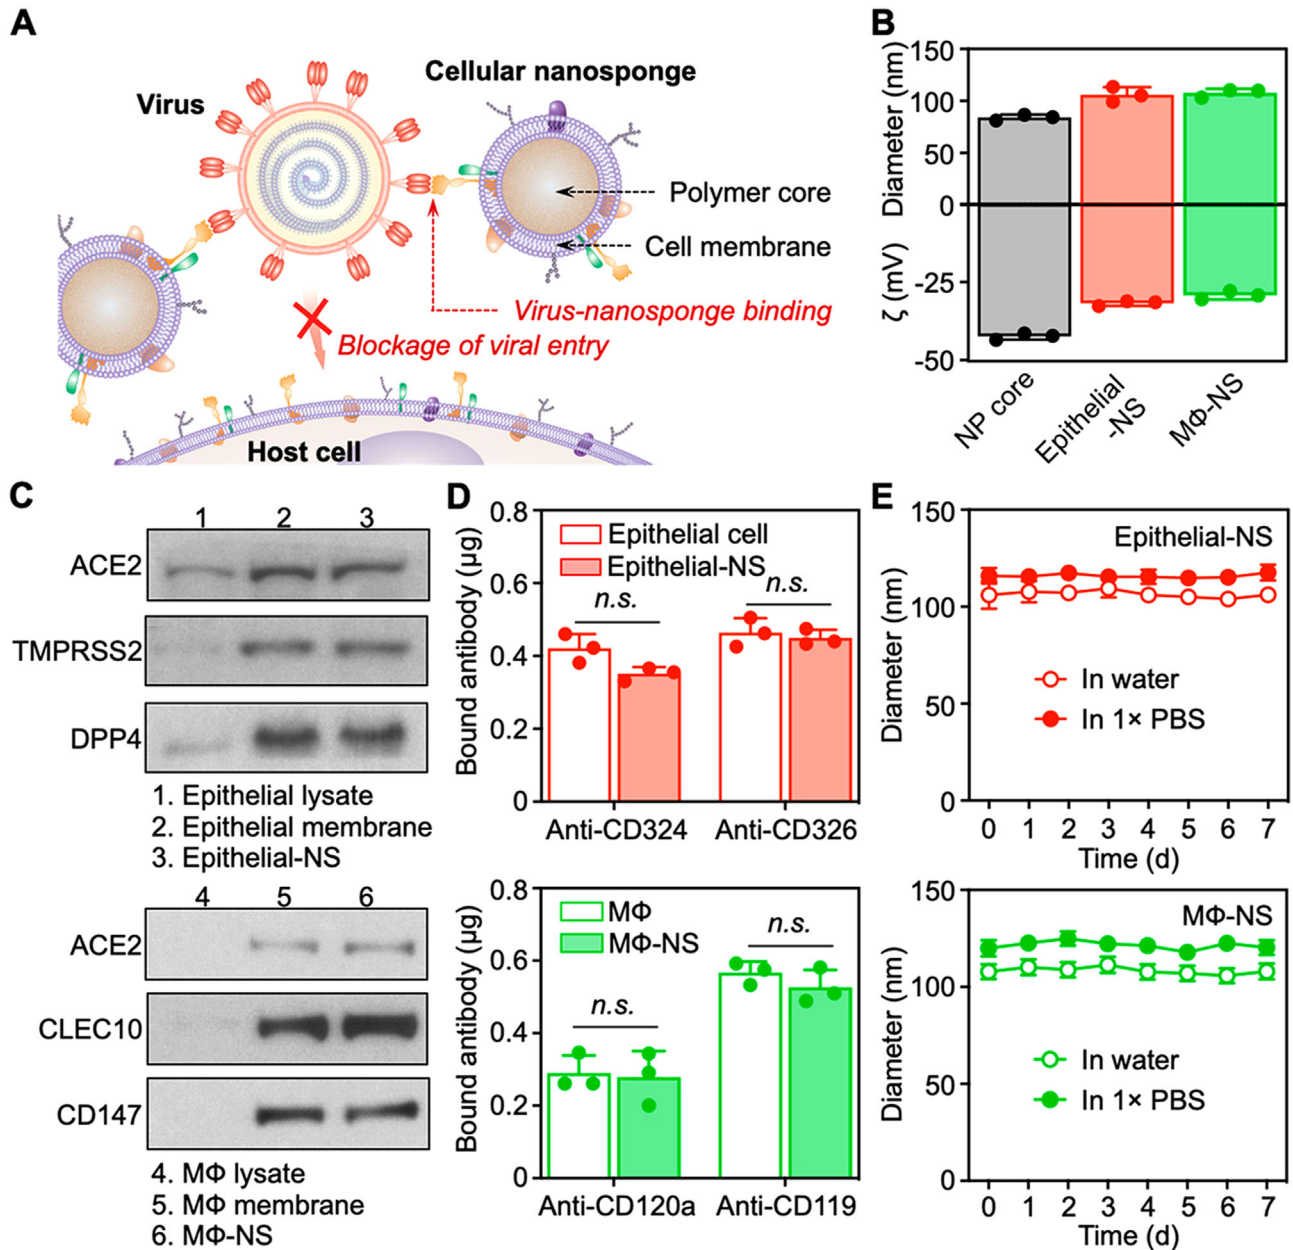 A
Virus
Cellular nanosponge
Polymer core
Cell membrane
Virus-nanosponge binding
Blockage of viral entry
Host cell
B
Diameter (nm)
ζ (mV)
150
100
50
0
-25
-50
NP core
Epithelial
-NS
MΦ-NS
C
1 2 3
ACE2
TMPRSS2
DPP4
1. Epithelial lysate
2. Epithelial membrane
3. Epithelial-NS
4 5 6
ACE2
CLEC10
CD147
4. MΦ lysate
5. MΦ membrane
6. MΦ-NS
D
Bound antibody (µg)
0.8
0.6
0.4
0.2
0
Epithelial cell
Epithelial-NS
n.s.
n.s.
Anti-CD324
Anti-CD326
Bound antibody (µg)
0.8
0.6
0.4
0.2
0
MΦ
MΦ-NS
n.s.
n.s.
Anti-CD120a
Anti-CD119
E
Diameter (nm)
150
100
50
0
Epithelial-NS
In water
In 1× PBS
0 1 2 3 4 5 6 7
Time (d)
Diameter (nm)
150
100
50
0
MΦ-NS
In water
In 1× PBS
0 1 2 3 4 5 6 7
Time (d)